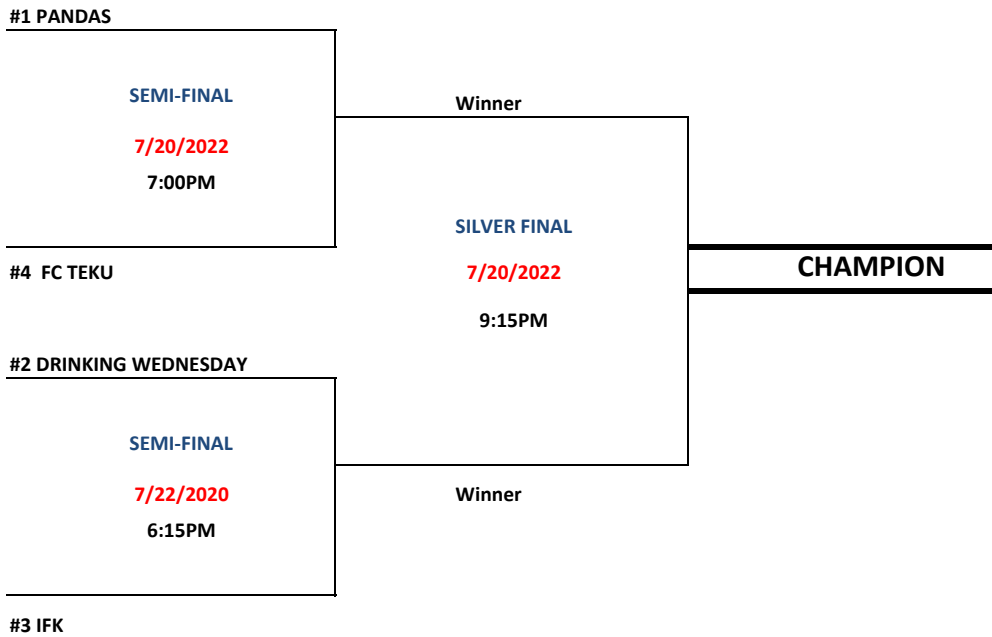 #1 PANDAS
SEMI-FINAL
7/20/2022
7:00PM
#4 FC TEKU
Winner
SILVER FINAL
7/20/2022
9:15PM
CHAMPION
#2 DRINKING WEDNESDAY
SEMI-FINAL
7/22/2020
6:15PM
Winner
#3 IFK